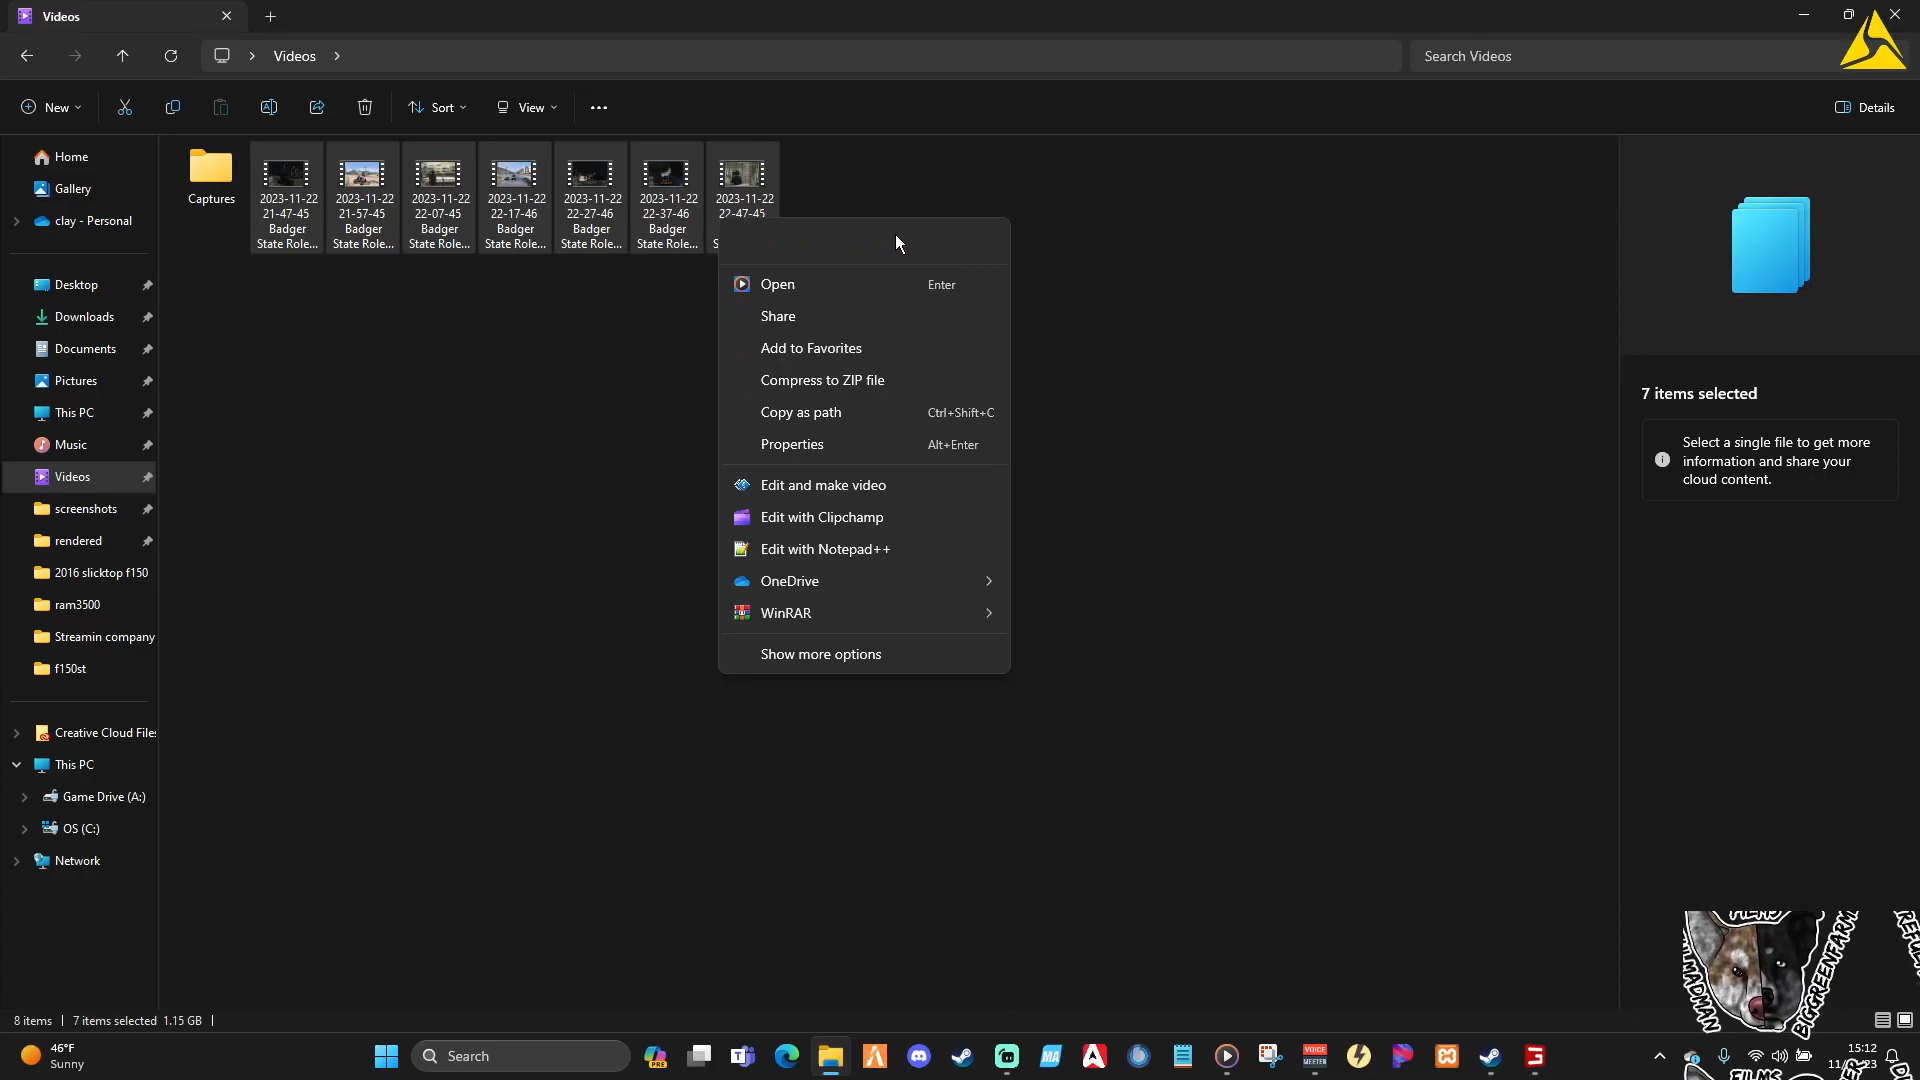 Videos
Videos
Search Videos
New
Sort
View
Details
Home
Gallery
clay - Personal
Desktop
Downloads
Documents
Pictures
This PC
Music
Videos
screenshots
rendered
2016 slicktop f150
ram3500
Streamin company
f150st
Creative Cloud Files
This PC
Game Drive (A:)
OS (C:)
Network
Captures
2023-11-22
21-47-45
Badger
State Role...
2023-11-22
21-57-45
Badger
State Role...
2023-11-22
22-07-45
Badger
State Role...
2023-11-22
22-17-46
Badger
State Role...
2023-11-22
22-27-46
Badger
State Role...
2023-11-22
22-37-46
Badger
State Role...
2023-11-22
22-47-45
Open Enter
Share
Add to Favorites
Compress to ZIP file
Copy as path Ctrl+Shift+C
Properties Alt+Enter
Edit and make video
Edit with Clipchamp
Edit with Notepad++
OneDrive
WinRAR
Show more options
7 items selected
Select a single file to get more
information and share your
cloud content.
BIGGREENFARM
FILMS
8 items
7 items selected 1.15 GB
46°F
Sunny
Search
PRE
MA
VOICE
MEETER
15:12